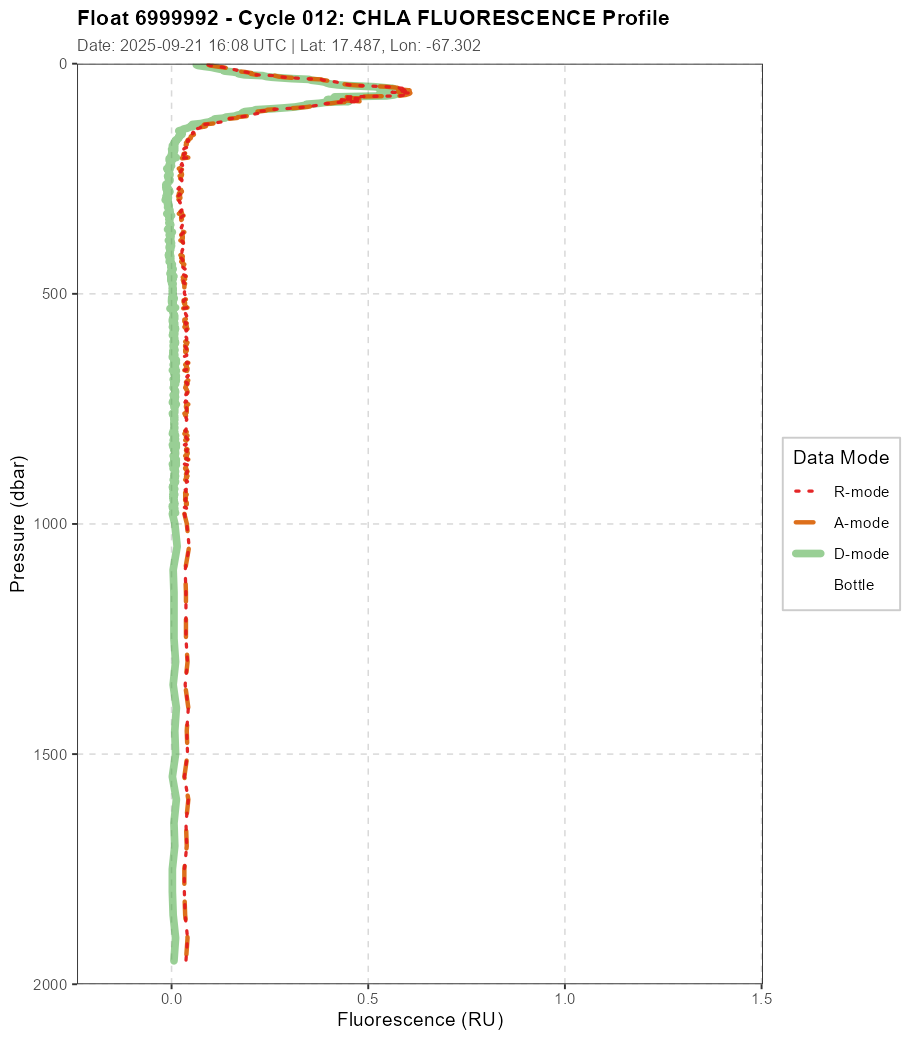 Float 6999992 - Cycle 012: CHLA FLUORESCENCE Profile
Date: 2025-09-21 16:08 UTC | Lat: 17.487, Lon: -67.302
0
500
1000
1500
2000
Pressure (dbar)
0.0
0.5
1.0
1.5
Fluorescence (RU)
Data Mode
R-mode
A-mode
D-mode
Bottle